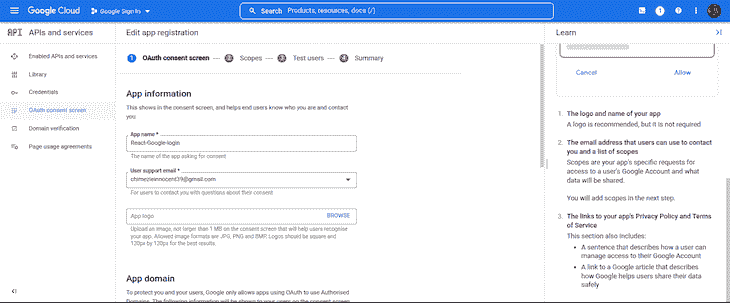 Google Cloud
Google Sign In
Search Products, resources, docs (/)
1
API APIs and services
Enabled APIs and services
Library
Credentials
OAuth consent screen
Domain verification
Page usage agreements
Edit app registration
1 OAuth consent screen — 2 Scopes — 3 Test users — 4 Summary
App information
This shows in the consent screen, and helps end users know who you are and contact
you
App name *
React-Google-login
The name of the app asking for consent
User support email *
chimezieinnocent39@gmail.com
For users to contact you with questions about their consent
App logo
BROWSE
Upload an image, not larger than 1 MB on the consent screen that will help users recognise
your app. Allowed image formats are JPG, PNG and BMP. Logos should be square and
120px by 120px for the best results.
App domain
To protect you and your users, Google only allows apps using OAuth to use Authorised
Domains. The following information will be shown to your users on the consent screen
Learn
Cancel
Allow
1. The logo and name of your app
A logo is recommended, but it is not required
2. The email address that users can use to contact
you and a list of scopes
Scopes are your app's specific requests for
access to a user's Google Account and what
data will be shared.
You will add scopes in the next step.
3. The links to your app's Privacy Policy and Terms
of Service
This section also includes:
• A sentence that describes how a user can
manage access to their Google Account
• A link to a Google article that describes
how Google helps users share their data
safely